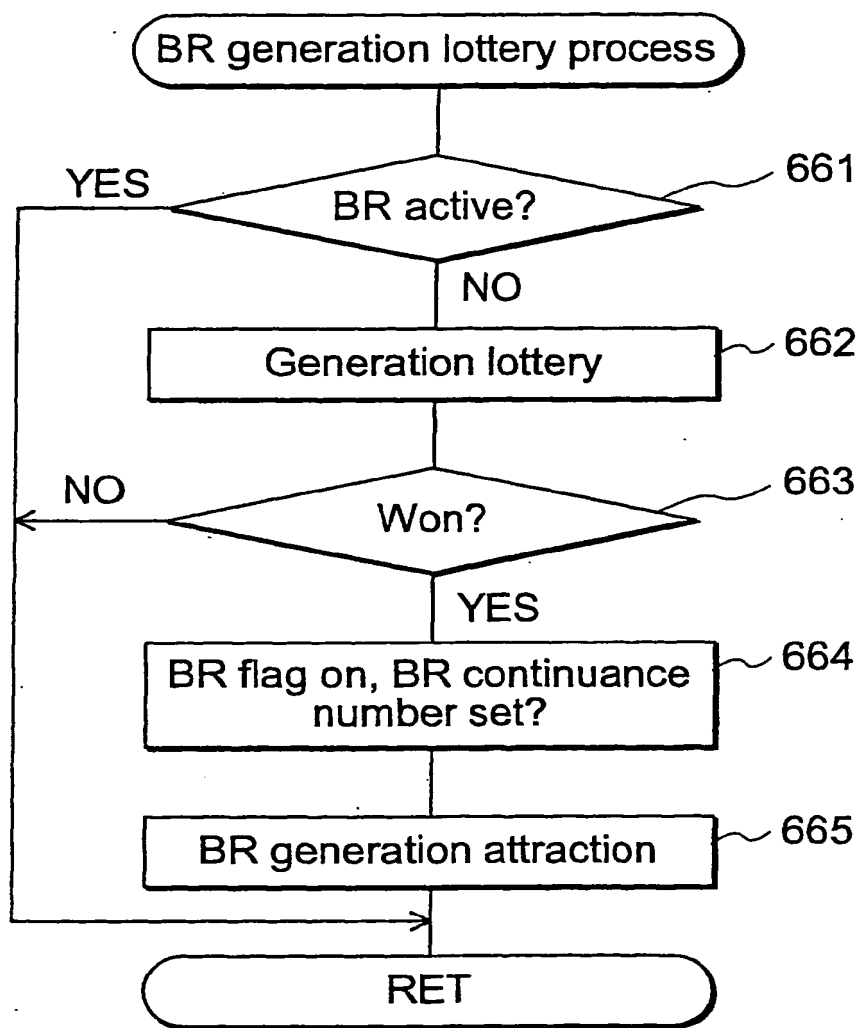 BR generation lottery process
661
YES
BR active?
NO
662
Generation lottery
663
NO
Won?
YES
664
BR flag on, BR continuance
number set?
665
BR generation attraction
RET